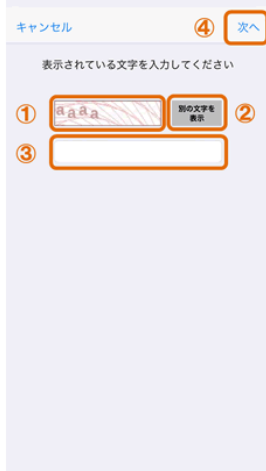 キャンセル ④ 次へ
表示されている文字を入力してください
① aaaa 別の文字を
表示 ②
③